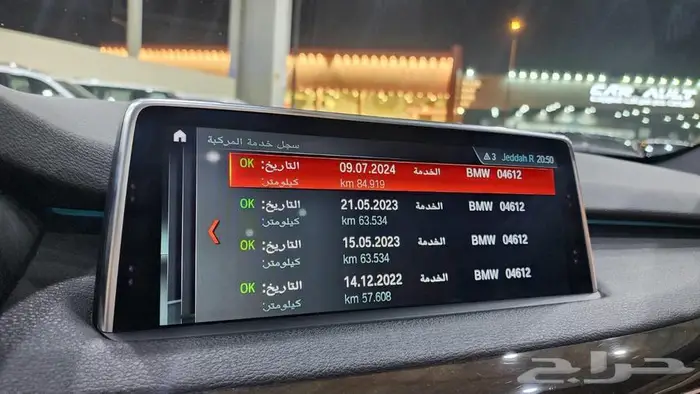 سجل خدمة المركبة
⚠ 3 Jeddah R 20:50
BMW 04612 الخدمة 09.07.2024 التاريخ: OK
km 84.919 كيلومتر:
BMW 04612 الخدمة 21.05.2023 التاريخ: OK
km 63.534 كيلومتر:
BMW 04612 الخدمة 15.05.2023 التاريخ: OK
km 63.534 كيلومتر:
BMW 04612 الخدمة 14.12.2022 التاريخ: OK
km 57.608 كيلومتر:
حراج